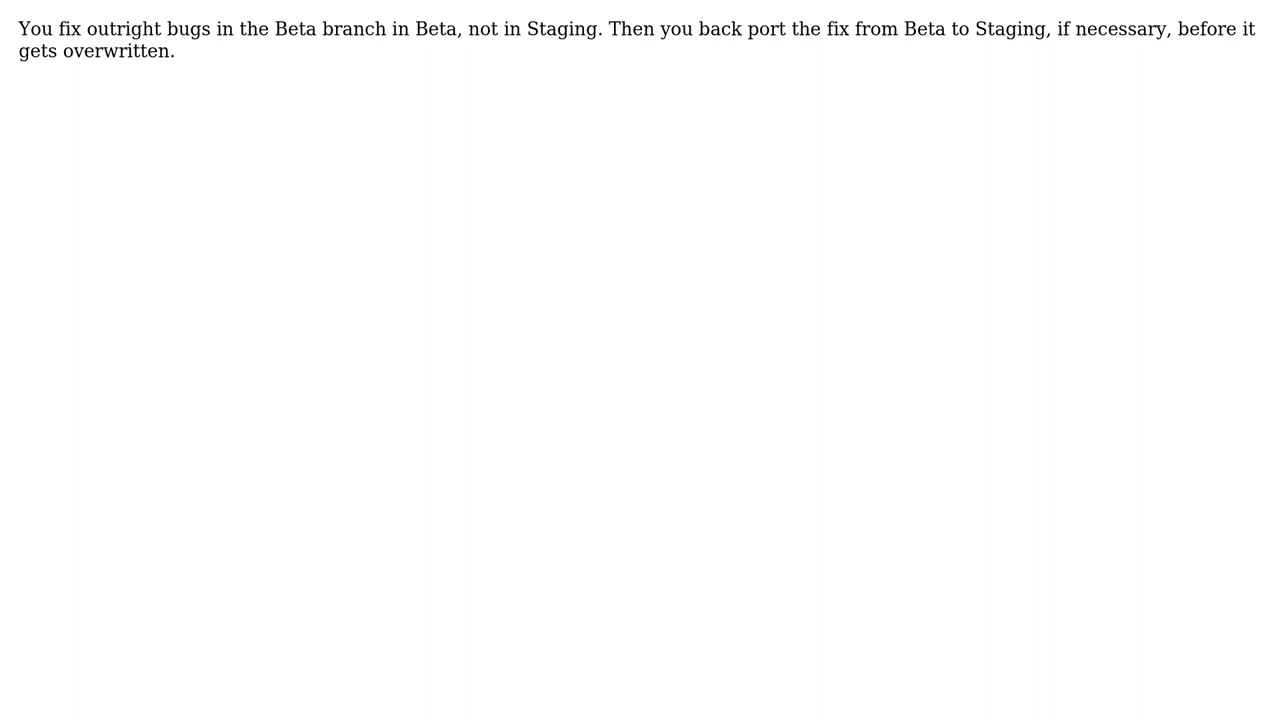 You fix outright bugs in the Beta branch in Beta, not in Staging. Then you back port the fix from Beta to Staging, if necessary, before it
gets overwritten.